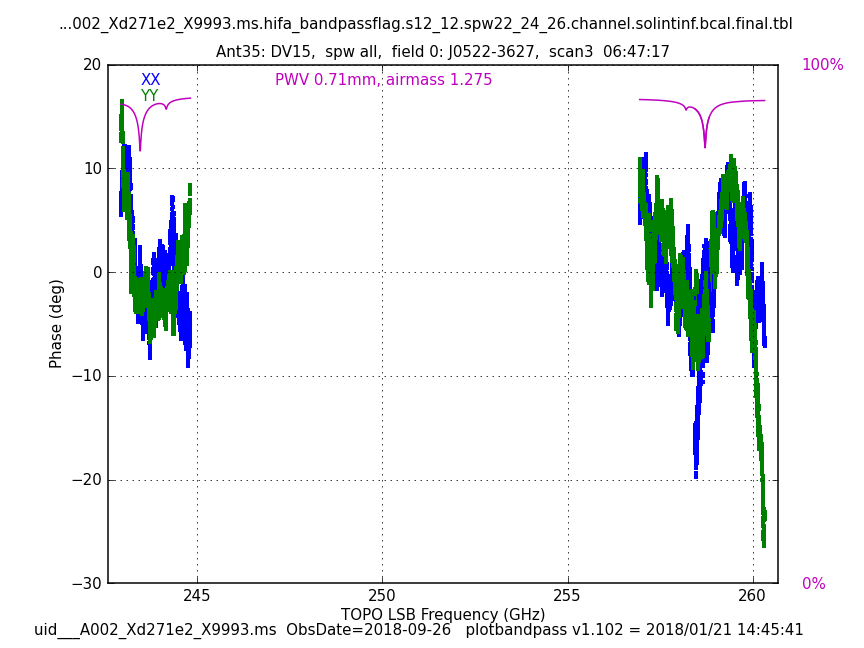 ...002_Xd271e2_X9993.ms.hifa_bandpassflag.s12_12.spw22_24_26.channel.solintinf.bcal.final.tbl
Ant35: DV15, spw all, field 0: J0522-3627, scan3 06:47:17
20 100%
XX PWV 0.71mm, airmass 1.275
YY
10
0
Phase (deg)
−10
−20
−30 0%
245 250 255 260
TOPO LSB Frequency (GHz)
uid___A002_Xd271e2_X9993.ms ObsDate=2018-09-26 plotbandpass v1.102 = 2018/01/21 14:45:41